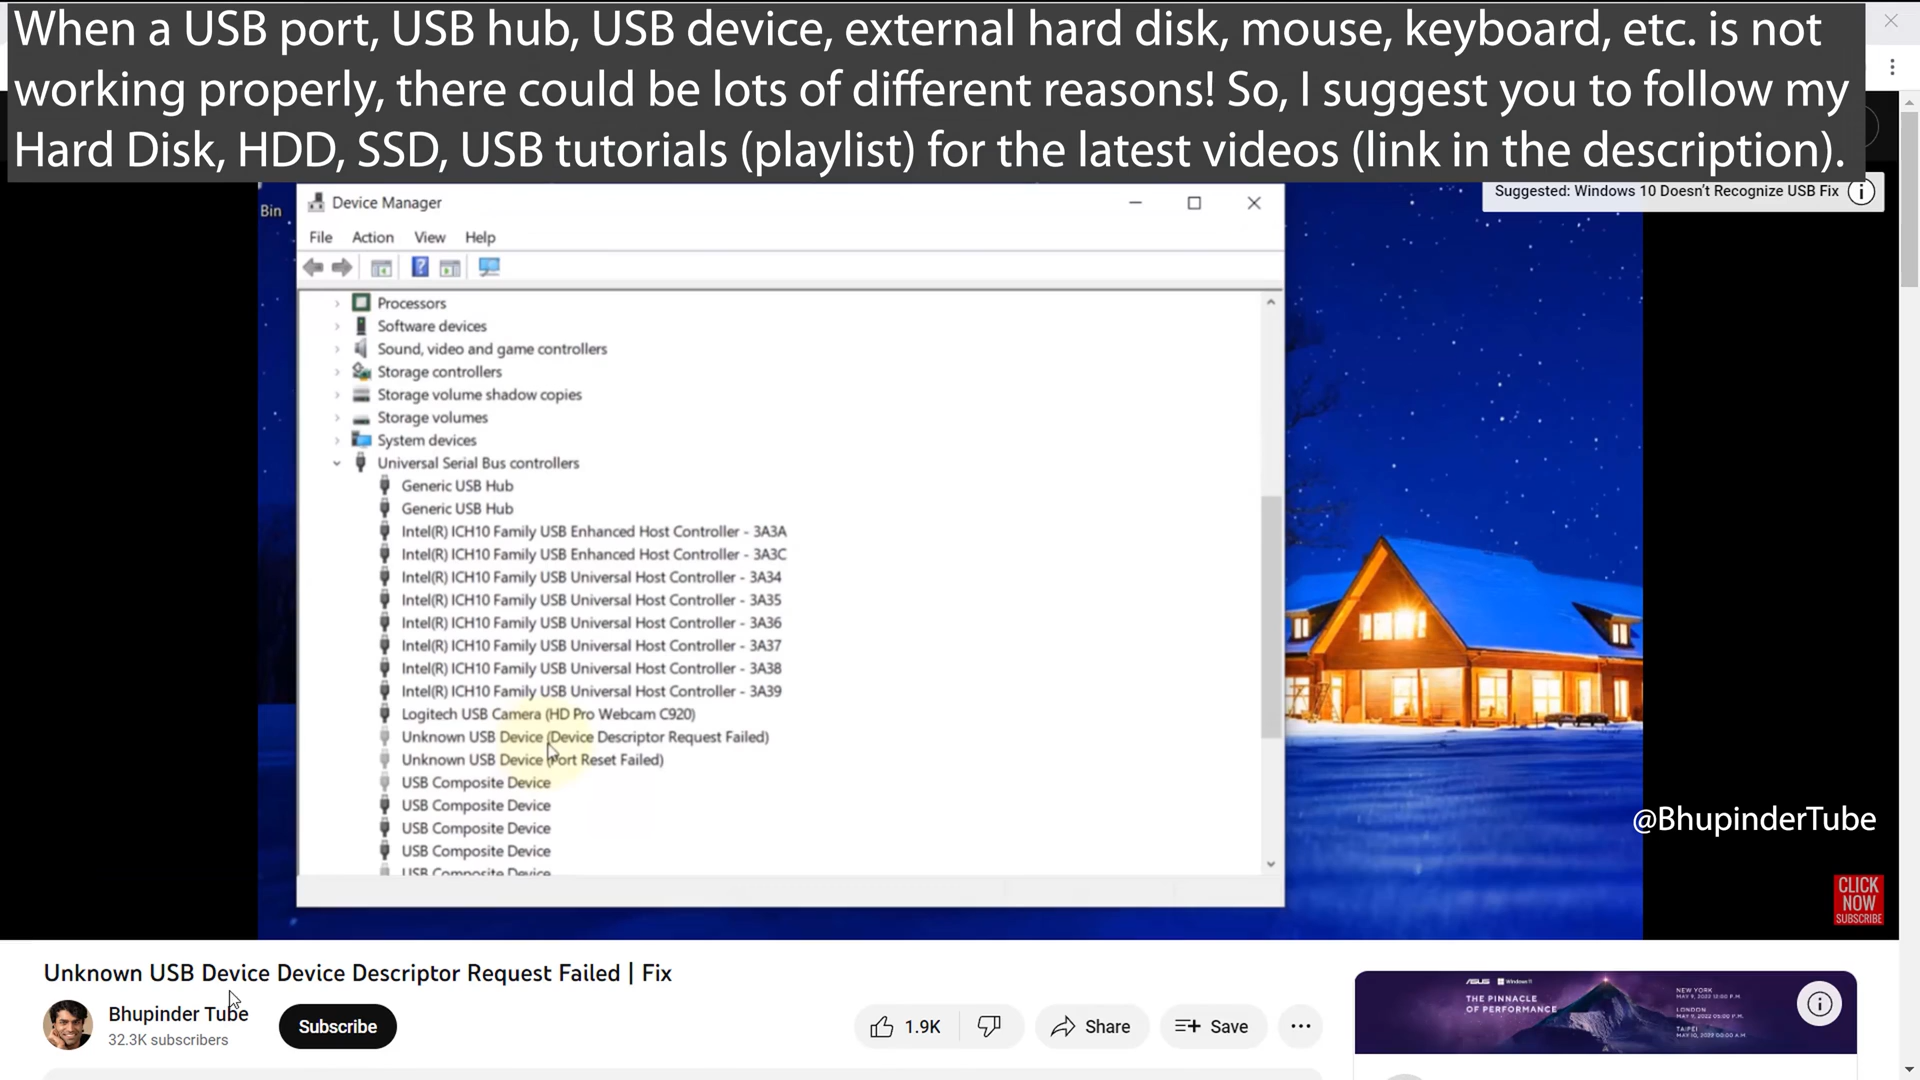 When a USB port, USB hub, USB device, external hard disk, mouse, keyboard, etc. is not
working properly, there could be lots of different reasons! So, I suggest you to follow my
Hard Disk, HDD, SSD, USB tutorials (playlist) for the latest videos (link in the description).
Suggested: Windows 10 Doesn't Recognize USB Fix
Bin
Device Manager
File Action View Help
Processors
Software devices
Sound, video and game controllers
Storage controllers
Storage volume shadow copies
Storage volumes
System devices
Universal Serial Bus controllers
Generic USB Hub
Generic USB Hub
Intel(R) ICH10 Family USB Enhanced Host Controller - 3A3A
Intel(R) ICH10 Family USB Enhanced Host Controller - 3A3C
Intel(R) ICH10 Family USB Universal Host Controller - 3A34
Intel(R) ICH10 Family USB Universal Host Controller - 3A35
Intel(R) ICH10 Family USB Universal Host Controller - 3A36
Intel(R) ICH10 Family USB Universal Host Controller - 3A37
Intel(R) ICH10 Family USB Universal Host Controller - 3A38
Intel(R) ICH10 Family USB Universal Host Controller - 3A39
Logitech USB Camera (HD Pro Webcam C920)
Unknown USB Device (Device Descriptor Request Failed)
Unknown USB Device (Port Reset Failed)
USB Composite Device
USB Composite Device
USB Composite Device
USB Composite Device
USB Composite Device
@BhupinderTube
CLICK
NOW
SUBSCRIBE
Unknown USB Device Device Descriptor Request Failed | Fix
Bhupinder Tube
32.3K subscribers
Subscribe
1.9K
Share
Save
ASUS Windows 11
THE PINNACLE
OF PERFORMANCE
NEW YORK
LONDON
TAIPEI